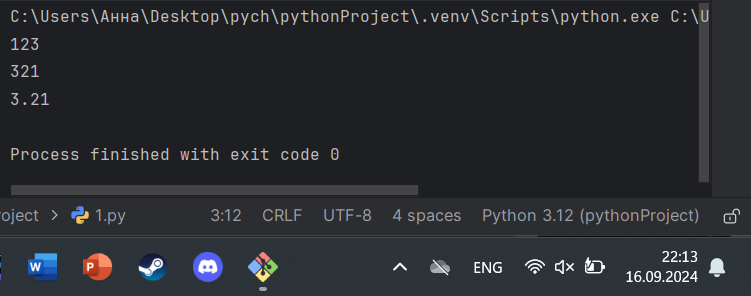 C:\Users\Анна\Desktop\pych\pythonProject\.venv\Scripts\python.exe C:\U
123
321
3.21
Process finished with exit code 0
oject > 1.py 3:12 CRLF UTF-8 4 spaces Python 3.12 (pythonProject)
W P ENG 22:13
16.09.2024